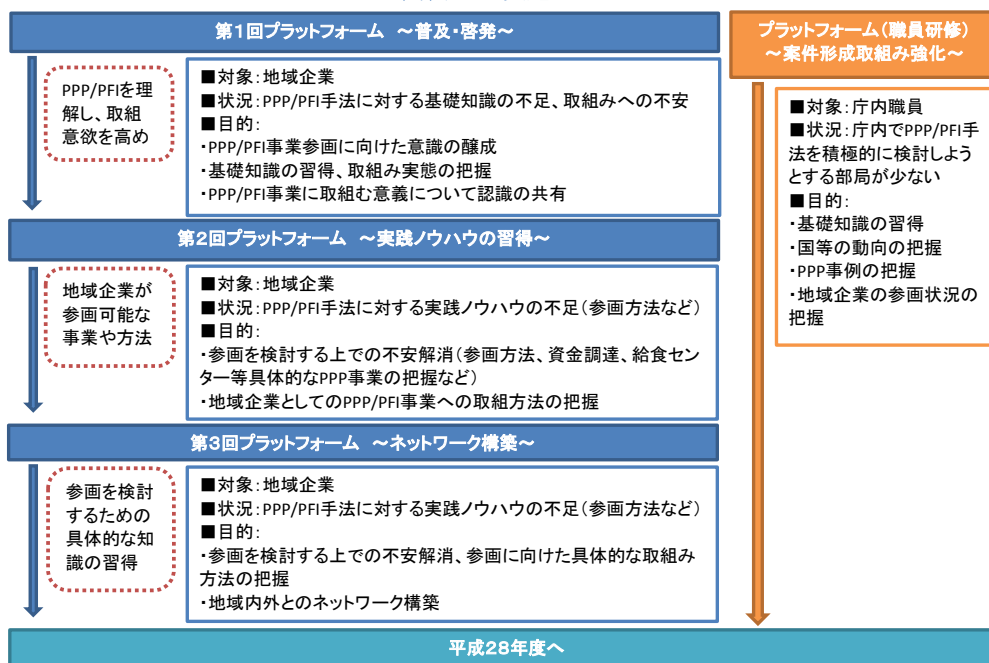 第1回プラットフォーム ～普及・啓発～
PPP/PFIを理
解し、取組
意欲を高め
■対象：地域企業
■状況：PPP/PFI手法に対する基礎知識の不足、取組みへの不安
■目的：
・PPP/PFI事業参画に向けた意識の醸成
・基礎知識の習得、取組み実態の把握
・PPP/PFI事業に取組む意義について認識の共有
第2回プラットフォーム ～実践ノウハウの習得～
地域企業が
参画可能な
事業や方法
■対象：地域企業
■状況：PPP/PFI手法に対する実践ノウハウの不足（参画方法など）
■目的：
・参画を検討する上での不安解消（参画方法、資金調達、給食セン
ター等具体的なPPP事業の把握など）
・地域企業としてのPPP/PFI事業への取組方法の把握
第3回プラットフォーム ～ネットワーク構築～
参画を検討
するための
具体的な知
識の習得
■対象：地域企業
■状況：PPP/PFI手法に対する実践ノウハウの不足（参画方法など）
■目的：
・参画を検討する上での不安解消、参画に向けた具体的な取組み
方法の把握
・地域内外とのネットワーク構築
プラットフォーム（職員研修）
～案件形成取組み強化～
■対象：庁内職員
■状況：庁内でPPP/PFI手
法を積極的に検討しよう
とする部局が少ない
■目的：
・基礎知識の習得
・国等の動向の把握
・PPP事例の把握
・地域企業の参画状況の
把握
平成28年度へ